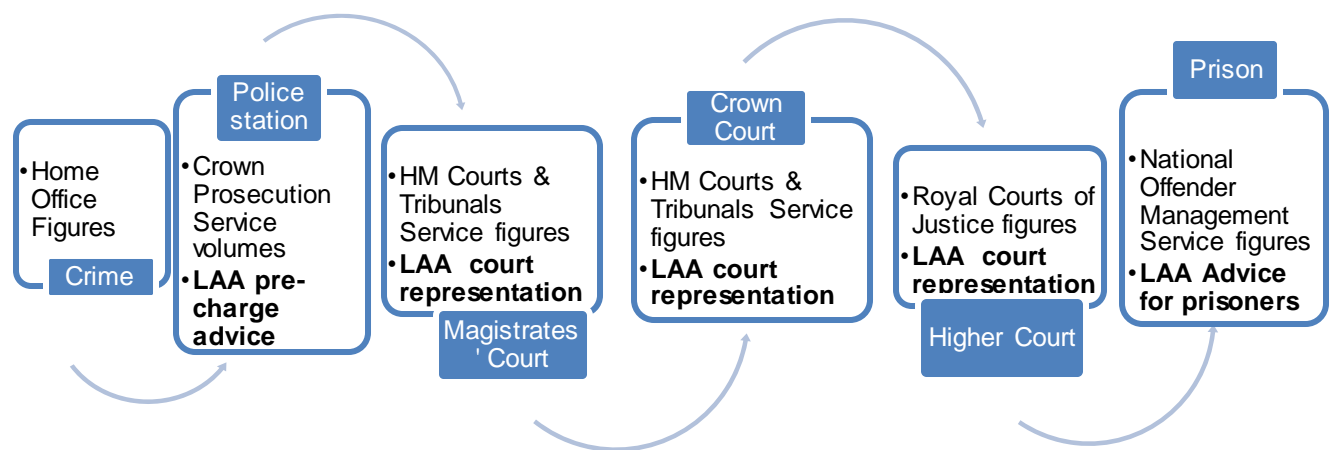 •Home
Office
Figures
Crime
Police
station
•Crown
Prosecution
Service
volumes
•LAA pre-
charge
advice
•HM Courts &
Tribunals
Service figures
•LAA court
representation
Magistrates
' Court
Crown
Court
•HM Courts &
Tribunals Service
figures
•LAA court
representation
•Royal Courts of
Justice figures
•LAA court
representation
Higher Court
Prison
•National
Offender
Management
Service figures
•LAA Advice
for prisoners